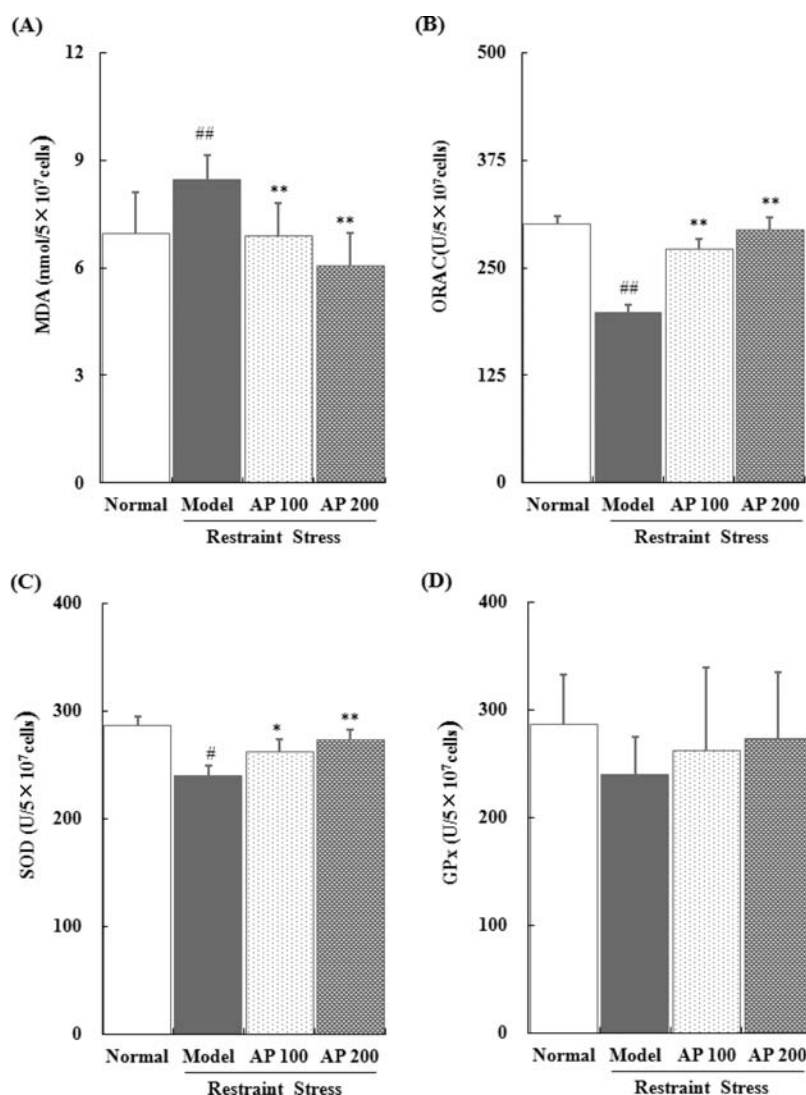 (A)
12
9
6
3
0
MDA (nmol/5×10⁷cells)
##
**
**
Normal Model AP 100 AP 200
Restraint Stress
(B)
500
375
250
125
0
ORAC(U/5×10⁷cells)
##
**
**
Normal Model AP 100 AP 200
Restraint Stress
(C)
400
300
200
100
0
SOD (U/5×10⁷cells)
#
*
**
Normal Model AP 100 AP 200
Restraint Stress
(D)
400
300
200
100
0
GPx (U/5×10⁷cells)
Normal Model AP 100 AP 200
Restraint Stress